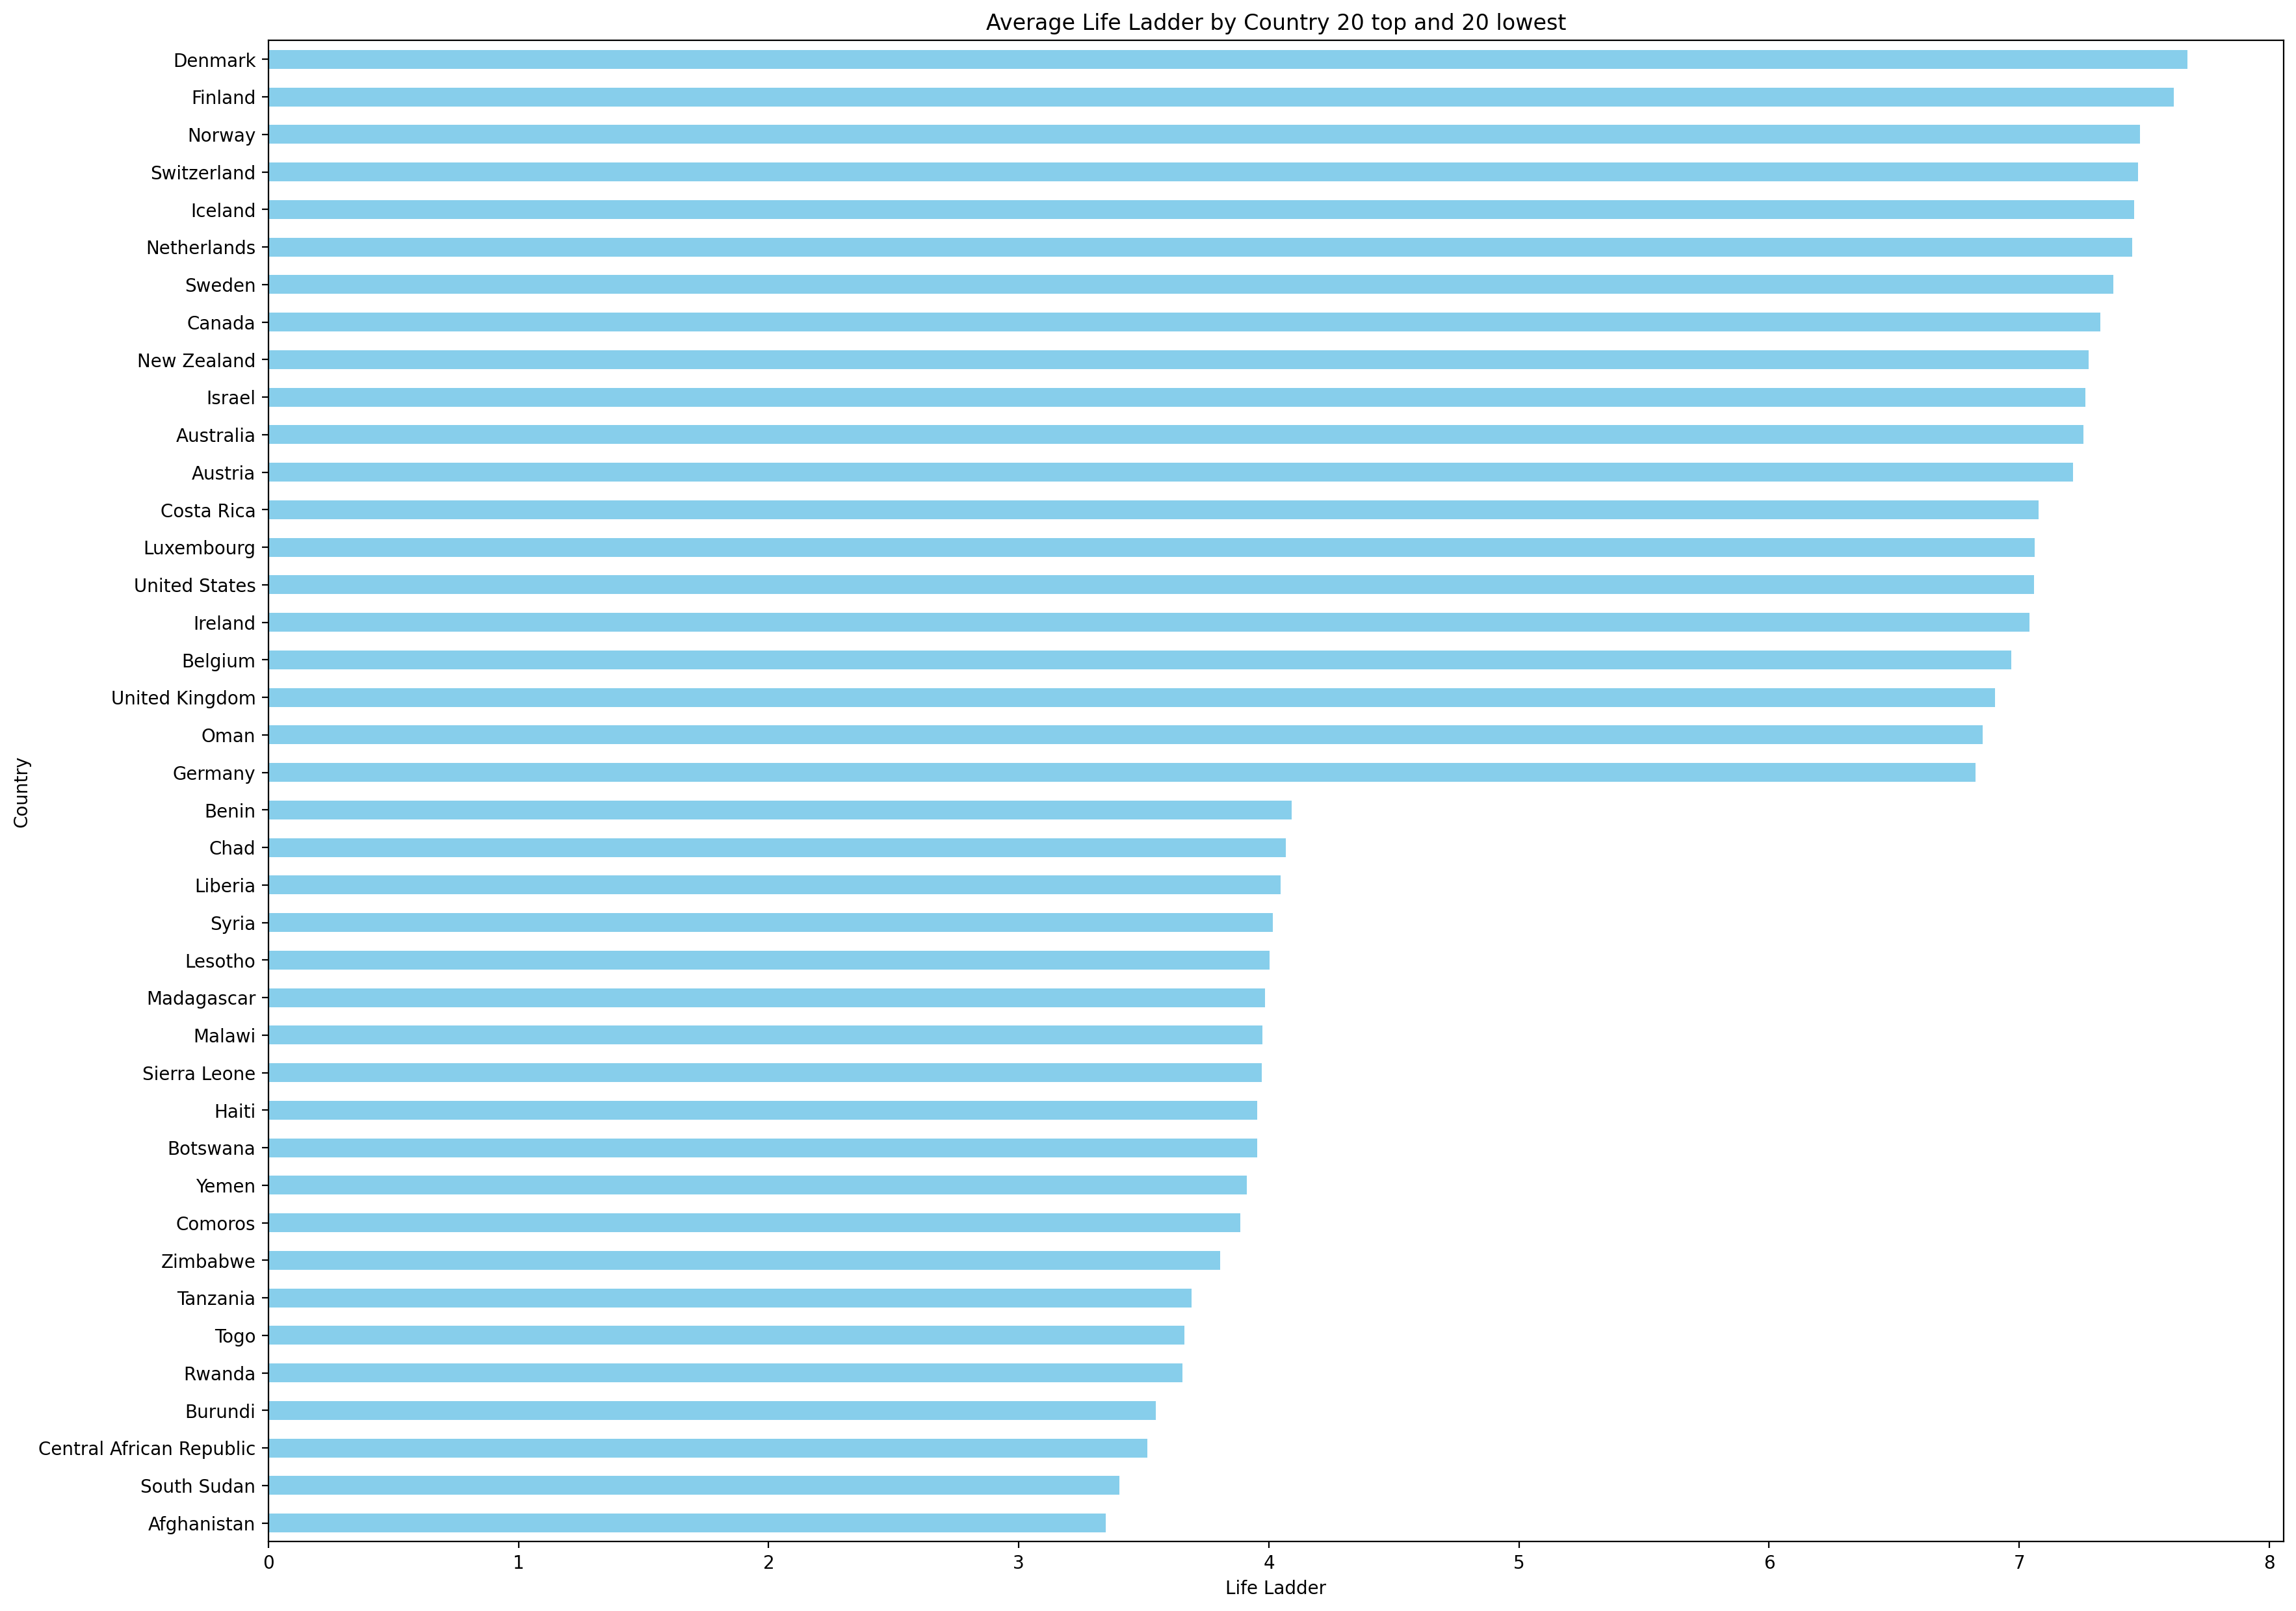 Average Life Ladder by Country 20 top and 20 lowest
Denmark
Finland
Norway
Switzerland
Iceland
Netherlands
Sweden
Canada
New Zealand
Israel
Australia
Austria
Costa Rica
Luxembourg
United States
Ireland
Belgium
United Kingdom
Oman
Germany
Benin
Chad
Liberia
Syria
Lesotho
Madagascar
Malawi
Sierra Leone
Haiti
Botswana
Yemen
Comoros
Zimbabwe
Tanzania
Togo
Rwanda
Burundi
Central African Republic
South Sudan
Afghanistan
Country
0 1 2 3 4 5 6 7 8
Life Ladder